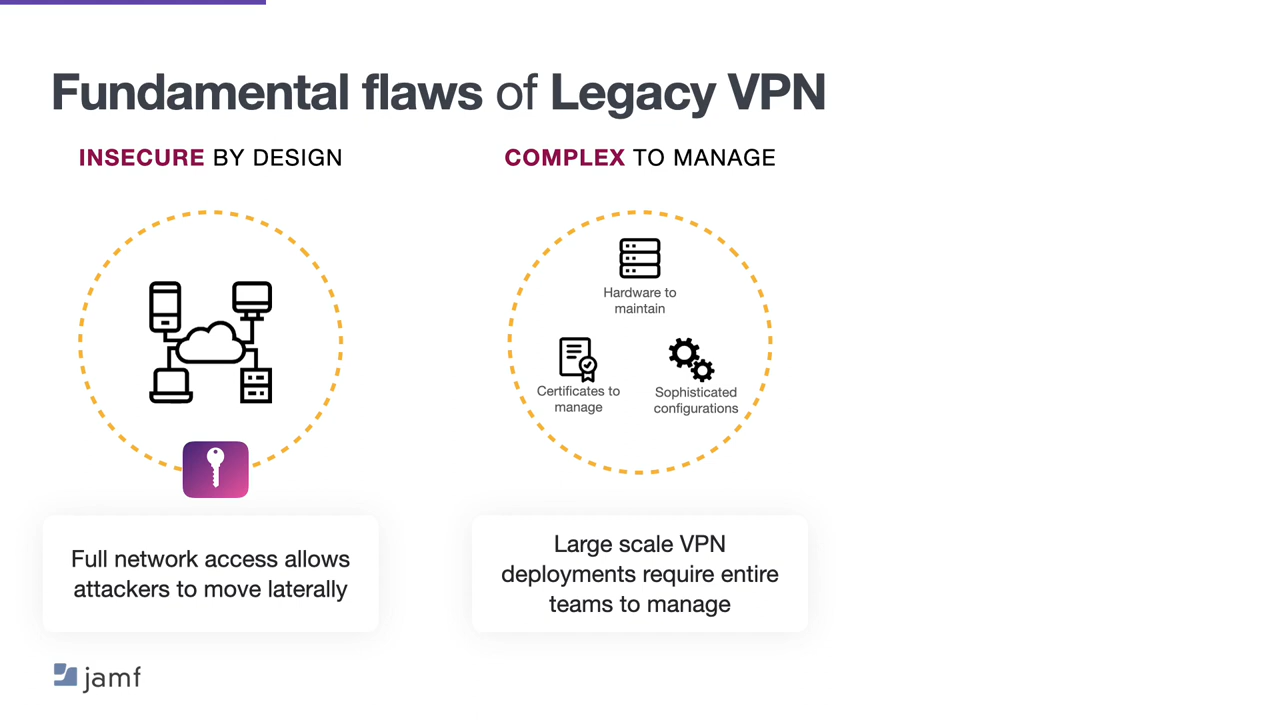 Fundamental flaws of Legacy VPN
INSECURE BY DESIGN
Full network access allows
attackers to move laterally
COMPLEX TO MANAGE
Hardware to
maintain
Certificates to
manage
Sophisticated
configurations
Large scale VPN
deployments require entire
teams to manage
jamf